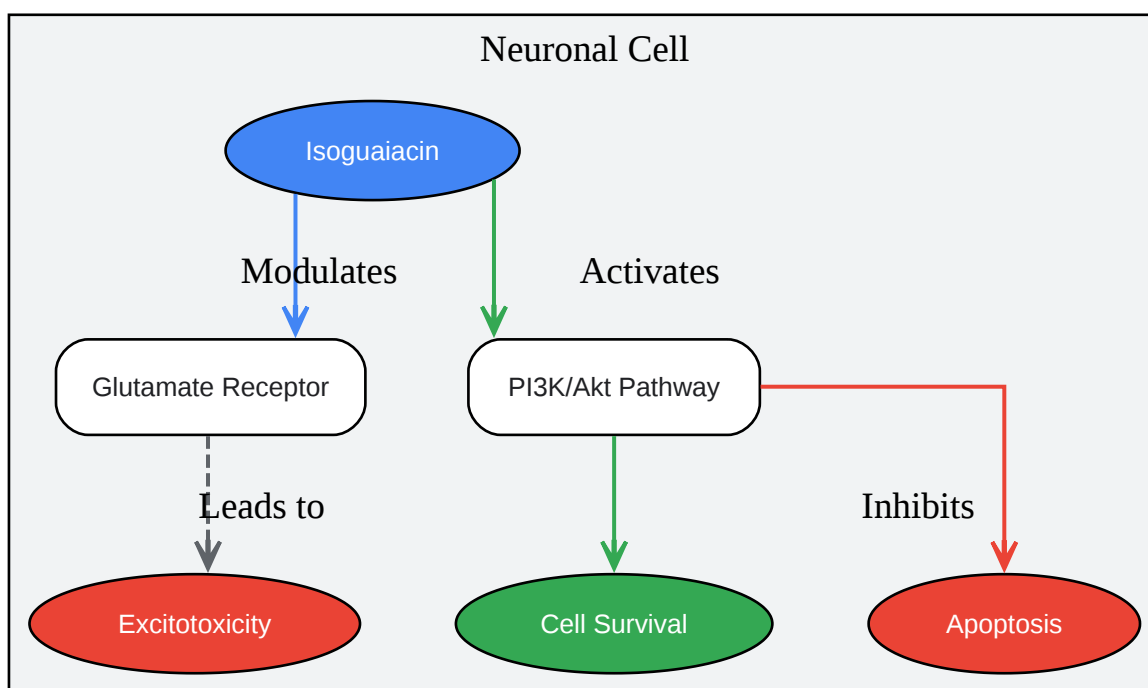 Neuronal Cell
Isoguaiacin
Modulates
Activates
Glutamate Receptor
PI3K/Akt Pathway
Leads to
Inhibits
Excitotoxicity
Cell Survival
Apoptosis